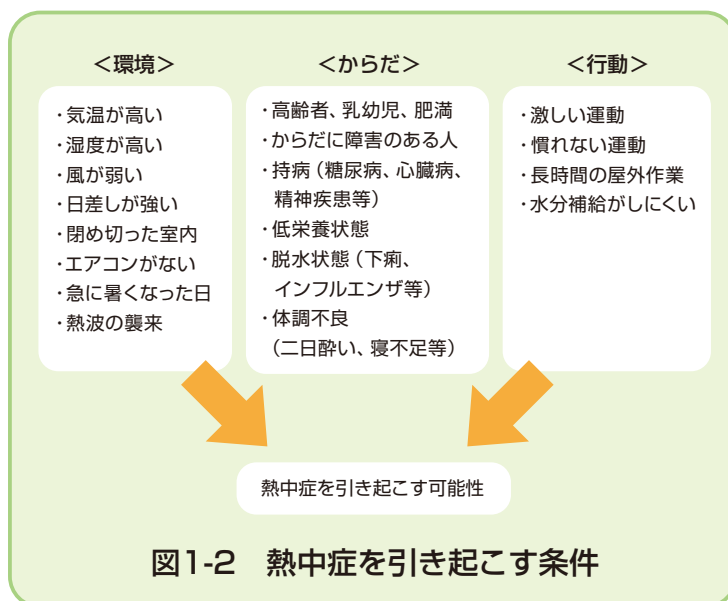 ＜環境＞
・気温が高い
・湿度が高い
・風が弱い
・日差しが強い
・閉め切った室内
・エアコンがない
・急に暑くなった日
・熱波の襲来
＜からだ＞
・高齢者、乳幼児、肥満
・からだに障害のある人
・持病（糖尿病、心臓病、
精神疾患等）
・低栄養状態
・脱水状態（下痢、
インフルエンザ等）
・体調不良
（二日酔い、寝不足等）
＜行動＞
・激しい運動
・慣れない運動
・長時間の屋外作業
・水分補給がしにくい
熱中症を引き起こす可能性
図1-2　熱中症を引き起こす条件